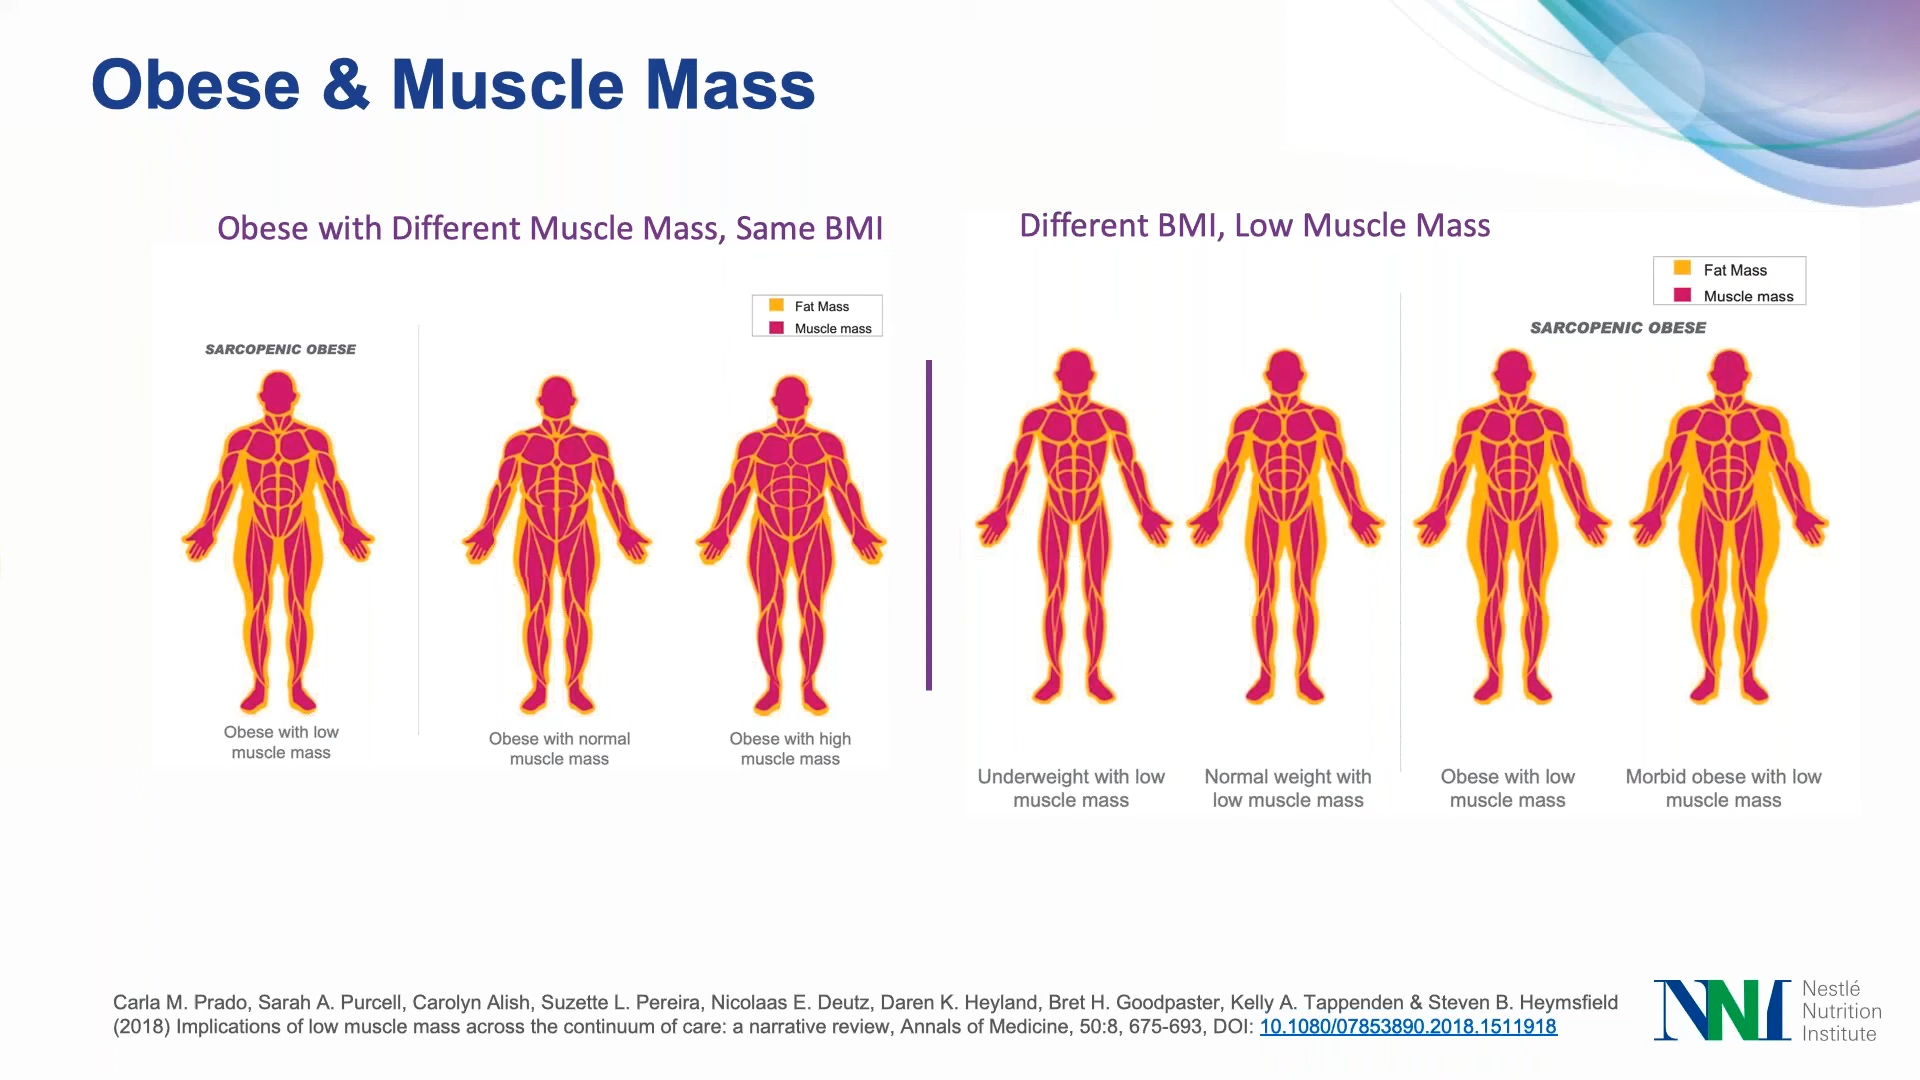 Obese & Muscle Mass
Obese with Different Muscle Mass, Same BMI
Fat Mass
Muscle mass
SARCOPENIC OBESE
Obese with low
muscle mass
Obese with normal
muscle mass
Obese with high
muscle mass
Different BMI, Low Muscle Mass
Fat Mass
Muscle mass
SARCOPENIC OBESE
Underweight with low
muscle mass
Normal weight with
low muscle mass
Obese with low
muscle mass
Morbid obese with low
muscle mass
Carla M. Prado, Sarah A. Purcell, Carolyn Alish, Suzette L. Pereira, Nicolaas E. Deutz, Daren K. Heyland, Bret H. Goodpaster, Kelly A. Tappenden & Steven B. Heymsfield
(2018) Implications of low muscle mass across the continuum of care: a narrative review, Annals of Medicine, 50:8, 675-693, DOI: 10.1080/07853890.2018.1511918
NNI
Nestlé
Nutrition
Institute